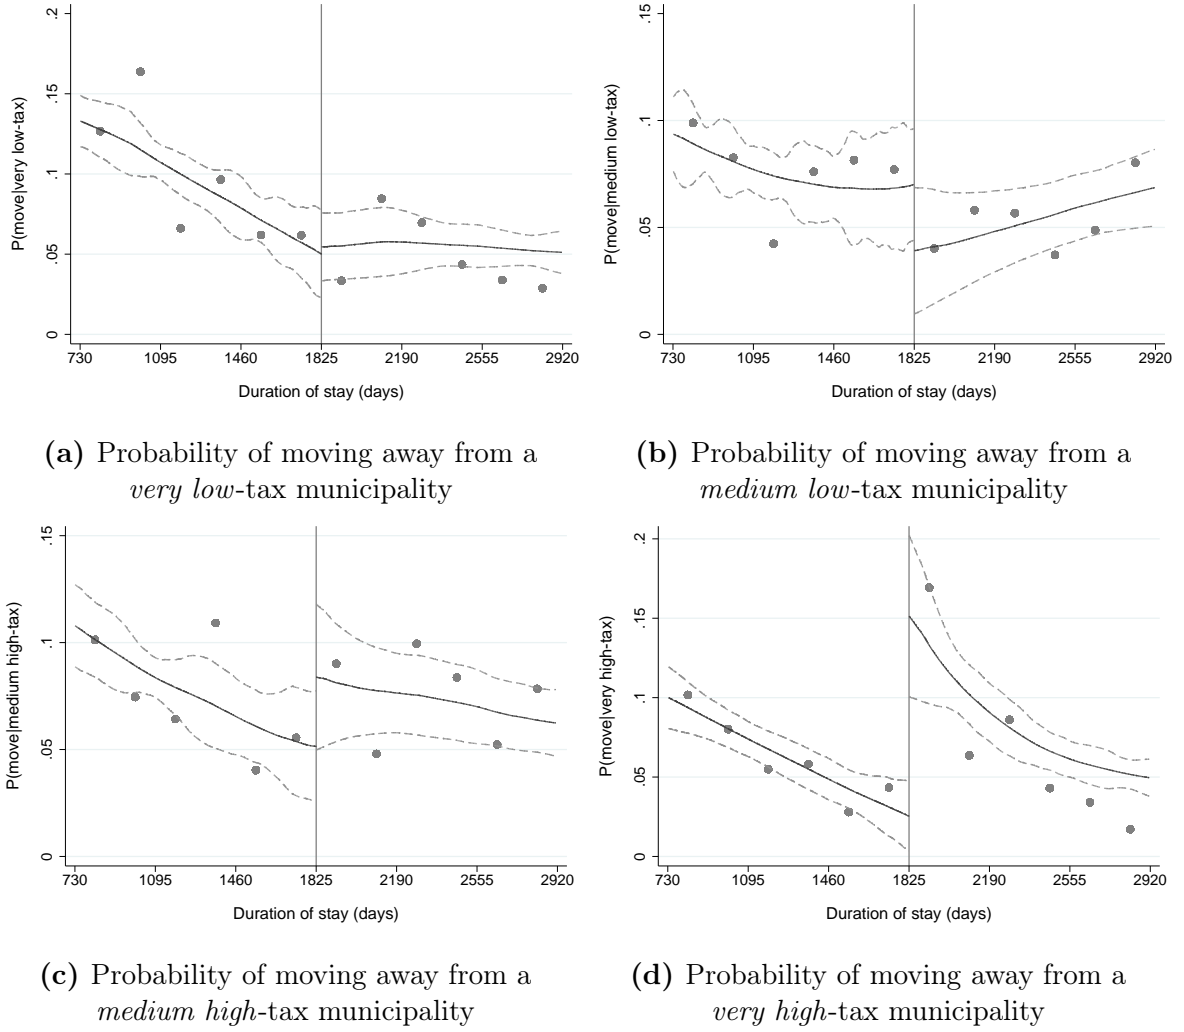 P(move|very low-tax)
.2
.15
.1
.05
0
730 1095 1460 1825 2190 2555 2920
Duration of stay (days)
(a) Probability of moving away from a
very low-tax municipality
P(move|medium low-tax)
.15
.1
.05
0
730 1095 1460 1825 2190 2555 2920
Duration of stay (days)
(b) Probability of moving away from a
medium low-tax municipality
P(move|medium high-tax)
.15
.1
.05
0
730 1095 1460 1825 2190 2555 2920
Duration of stay (days)
(c) Probability of moving away from a
medium high-tax municipality
P(move|very high-tax)
.2
.15
.1
.05
0
730 1095 1460 1825 2190 2555 2920
Duration of stay (days)
(d) Probability of moving away from a
very high-tax municipality